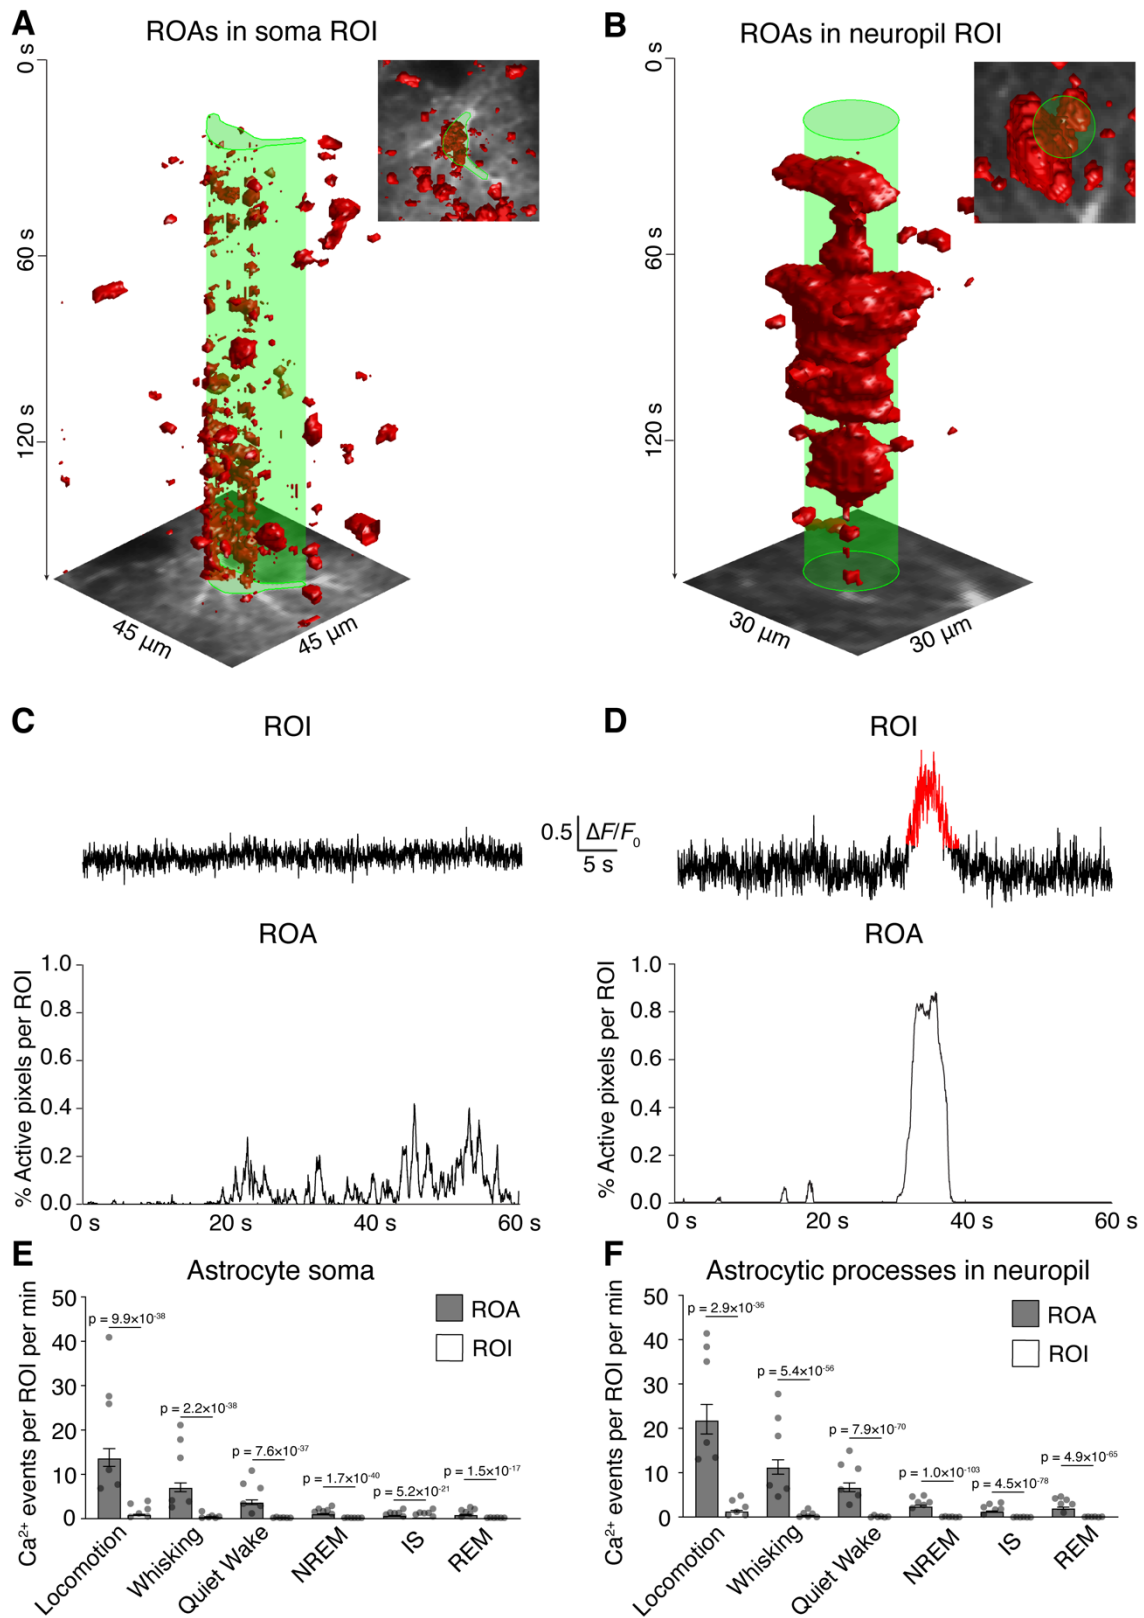 A
ROAs in soma ROI
0 s
60 s
120 s
45 µm
45 µm
B
ROAs in neuropil ROI
0 s
60 s
120 s
30 µm
30 µm
C
ROI
0.5
ΔF/F₀
5 s
D
ROI
ROA
% Active pixels per ROI
1.0
0.8
0.6
0.4
0.2
0.0
0 s
20 s
40 s
60 s
ROA
% Active pixels per ROI
1.0
0.8
0.6
0.4
0.2
0.0
0 s
20 s
40 s
60 s
E
Astrocyte soma
Ca²⁺ events per ROI per min
50
40
30
20
10
0
ROA
ROI
p = 9.9×10⁻³⁸
p = 2.2×10⁻³⁸
p = 7.6×10⁻³⁷
p = 1.7×10⁻⁴⁰
p = 5.2×10⁻²¹
p = 1.5×10⁻¹⁷
Locomotion
Whisking
Quiet Wake
NREM
IS
REM
F
Astrocytic processes in neuropil
Ca²⁺ events per ROI per min
50
40
30
20
10
0
ROA
ROI
p = 2.9×10⁻³⁶
p = 5.4×10⁻⁵⁶
p = 7.9×10⁻⁷⁰
p = 1.0×10⁻¹⁰³
p = 4.5×10⁻⁷⁸
p = 4.9×10⁻⁶⁵
Locomotion
Whisking
Quiet Wake
NREM
IS
REM